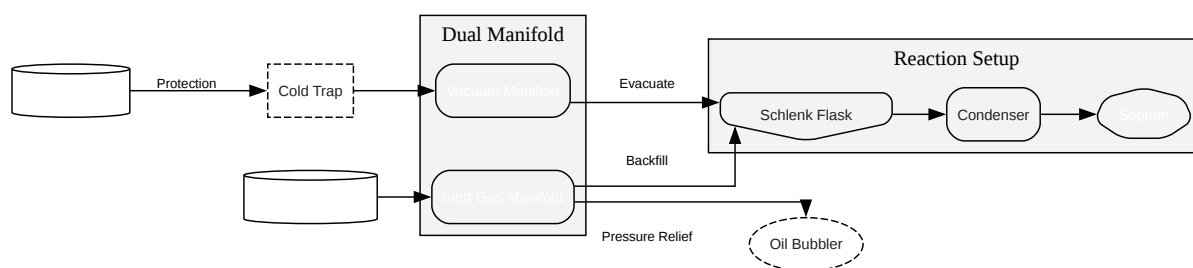 Dual Manifold
Reaction Setup
Protection
Cold Trap
Vacuum Manifold
Evacuate
Schlenk Flask
Condenser
Septum
Backfill
Inert Gas Manifold
Pressure Relief
Oil Bubbler